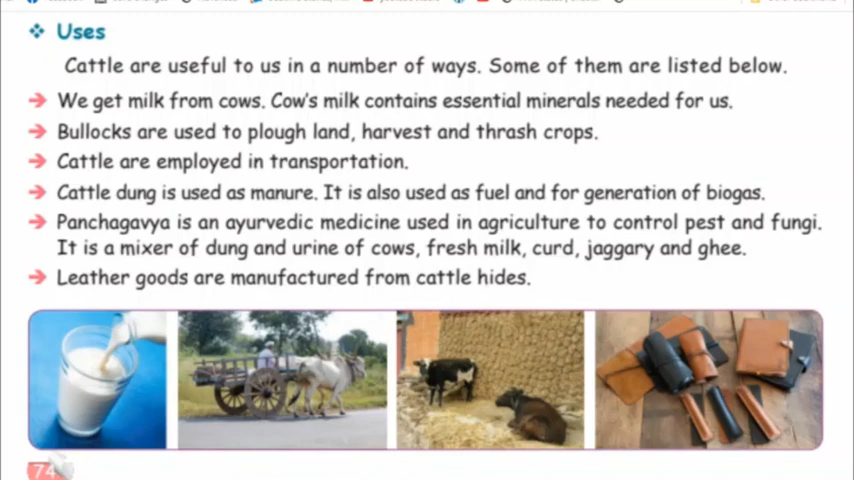 Uses
Cattle are useful to us in a number of ways. Some of them are listed below.
We get milk from cows. Cow's milk contains essential minerals needed for us.
Bullocks are used to plough land, harvest and thrash crops.
Cattle are employed in transportation.
Cattle dung is used as manure. It is also used as fuel and for generation of biogas.
Panchagavya is an ayurvedic medicine used in agriculture to control pest and fungi.
It is a mixer of dung and urine of cows, fresh milk, curd, jaggary and ghee.
Leather goods are manufactured from cattle hides.
74